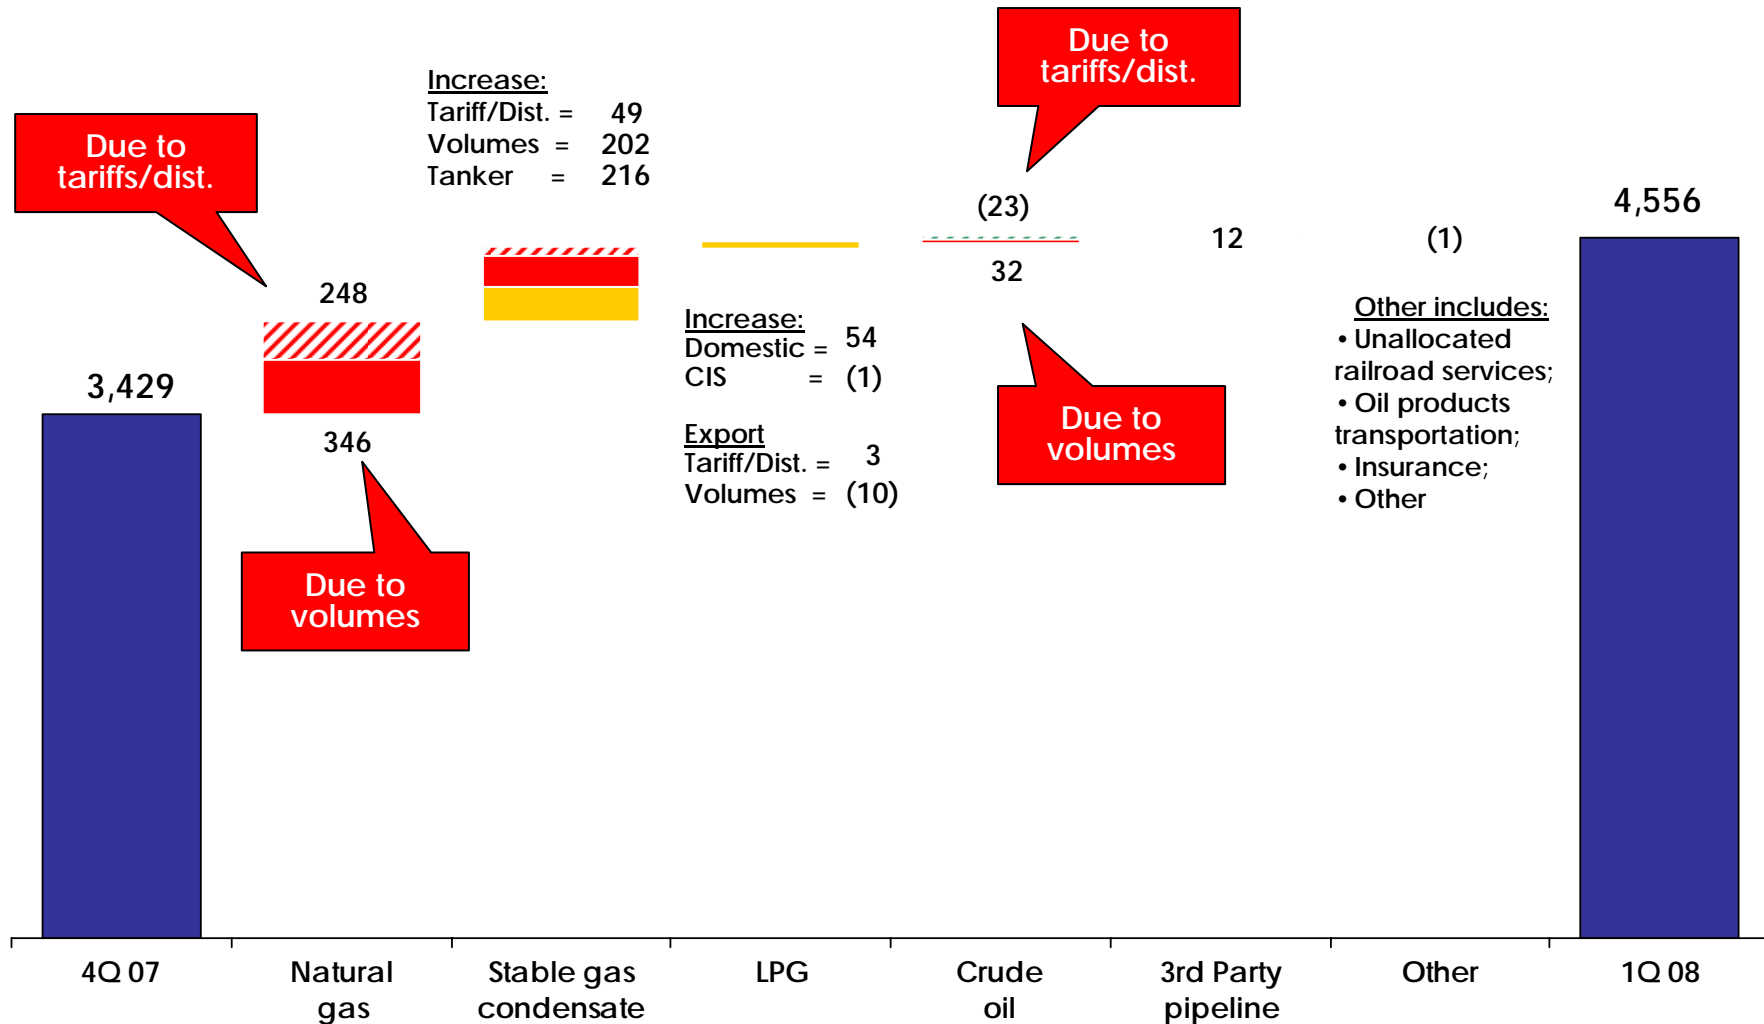 Due to
tariffs/dist.
Increase:
Tariff/Dist. = 49
Volumes = 202
Tanker = 216
Due to
tariffs/dist.
(23)
32
12
(1)
4,556
248
346
3,429
Increase:
Domestic = 54
CIS = (1)
Export
Tariff/Dist. = 3
Volumes = (10)
Due to
volumes
Due to
volumes
Other includes:
• Unallocated
railroad services;
• Oil products
transportation;
• Insurance;
• Other
4Q 07
Natural
gas
Stable gas
condensate
LPG
Crude
oil
3rd Party
pipeline
Other
1Q 08